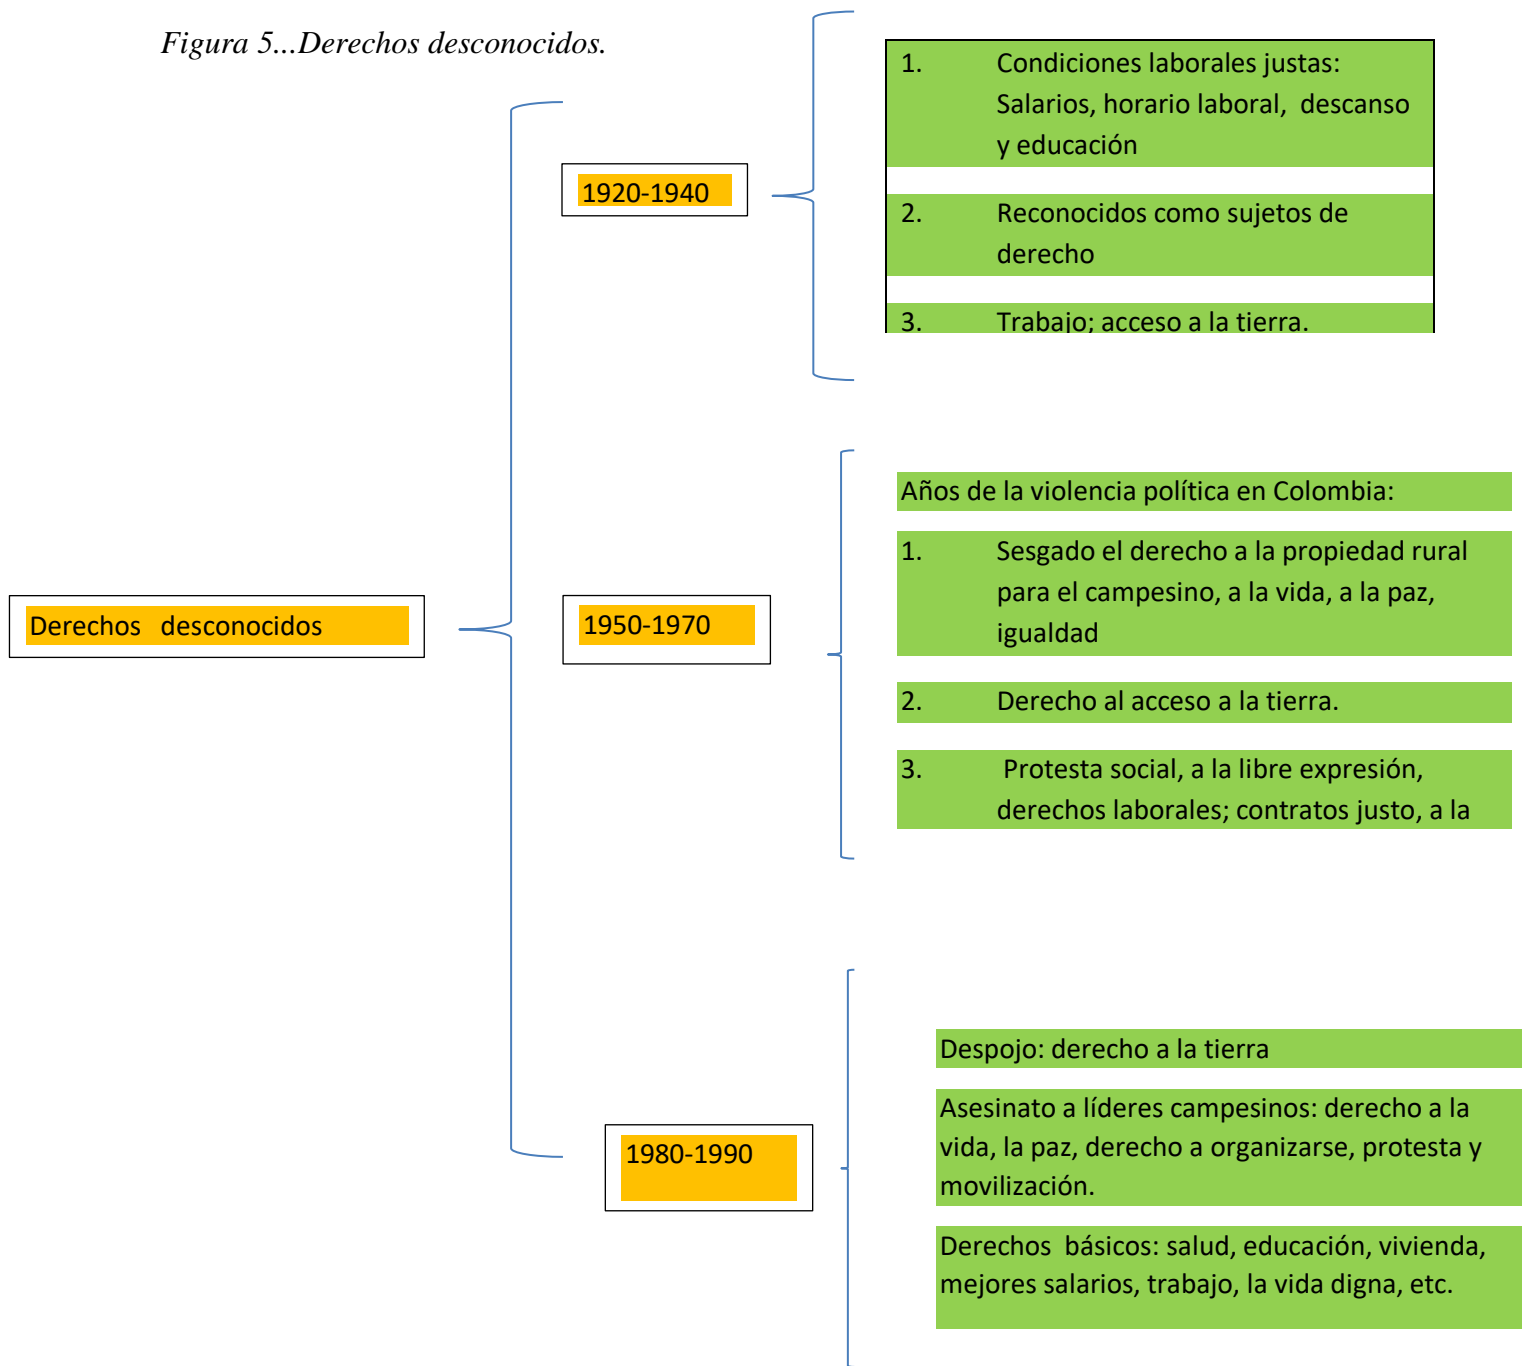 Figura 5...Derechos desconocidos.
Derechos desconocidos
1920-1940
1. Condiciones laborales justas:
Salarios, horario laboral, descanso
y educación
2. Reconocidos como sujetos de
derecho
3. Trabajo; acceso a la tierra.
1950-1970
Años de la violencia política en Colombia:
1. Sesgado el derecho a la propiedad rural
para el campesino, a la vida, a la paz,
igualdad
2. Derecho al acceso a la tierra.
3. Protesta social, a la libre expresión,
derechos laborales; contratos justo, a la
1980-1990
Despojo: derecho a la tierra
Asesinato a líderes campesinos: derecho a la
vida, la paz, derecho a organizarse, protesta y
movilización.
Derechos básicos: salud, educación, vivienda,
mejores salarios, trabajo, la vida digna, etc.